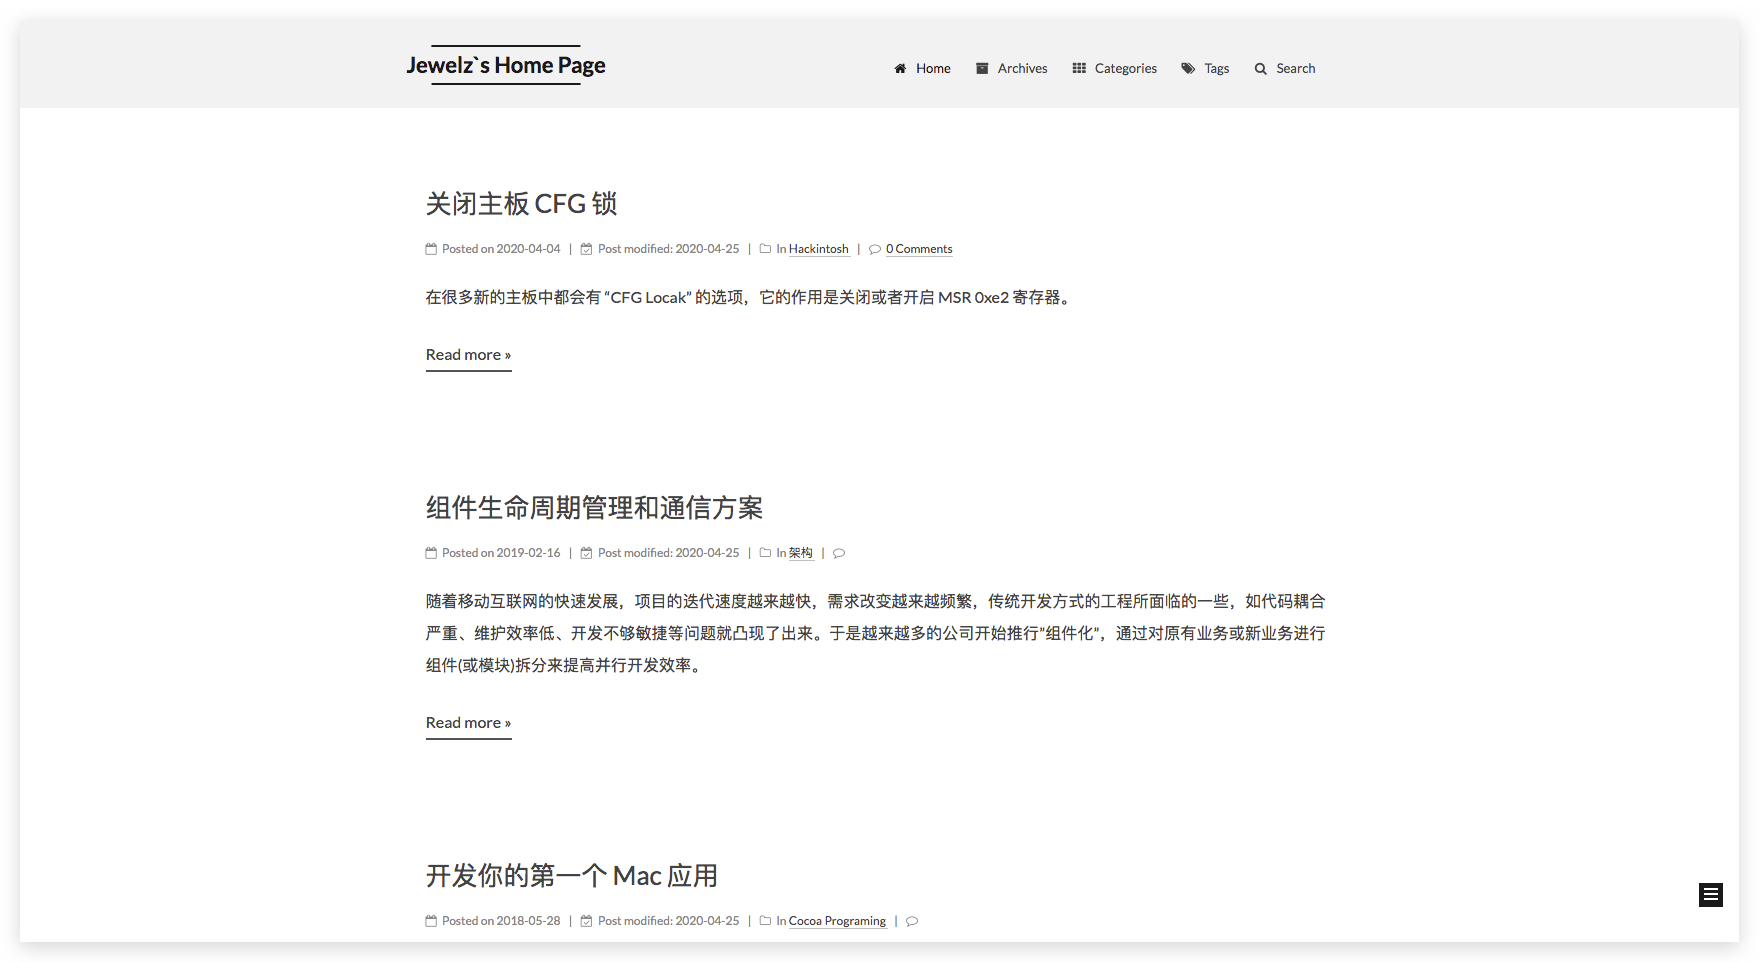 Jewelz`s Home Page
Home Archives Categories Tags Search
关闭主板 CFG 锁
Posted on 2020-04-04 | Post modified: 2020-04-25 | In Hackintosh | 0 Comments
在很多新的主板中都会有 “CFG Locak” 的选项，它的作用是关闭或者开启 MSR 0xe2 寄存器。
Read more »
组件生命周期管理和通信方案
Posted on 2019-02-16 | Post modified: 2020-04-25 | In 架构 |
随着移动互联网的快速发展，项目的迭代速度越来越快，需求改变越来越频繁，传统开发方式的工程所面临的一些，如代码耦合
严重、维护效率低、开发不够敏捷等问题就凸现了出来。于是越来越多的公司开始推行”组件化”，通过对原有业务或新业务进行
组件(或模块)拆分来提高并行开发效率。
Read more »
开发你的第一个 Mac 应用
Posted on 2018-05-28 | Post modified: 2020-04-25 | In Cocoa Programing |